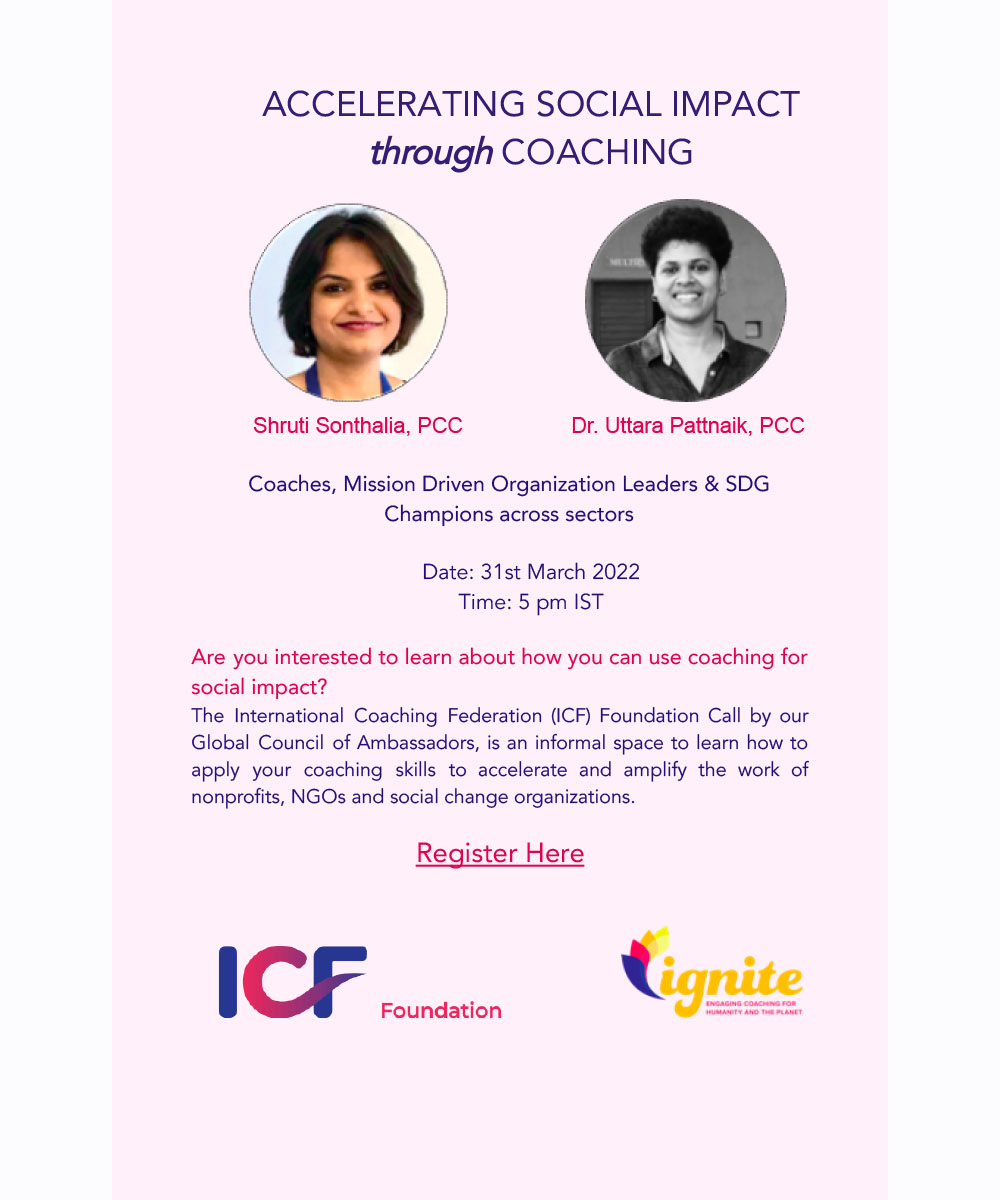 ACCELERATING SOCIAL IMPACT
through COACHING
Shruti Sonthalia, PCC
Dr. Uttara Pattnaik, PCC
Coaches, Mission Driven Organization Leaders & SDG
Champions across sectors
Date: 31st March 2022
Time: 5 pm IST
Are you interested to learn about how you can use coaching for
social impact?
The International Coaching Federation (ICF) Foundation Call by our
Global Council of Ambassadors, is an informal space to learn how to
apply your coaching skills to accelerate and amplify the work of
nonprofits, NGOs and social change organizations.
Register Here
ICF
Foundation
ignite
ENGAGING COACHING FOR
HUMANITY AND THE PLANET